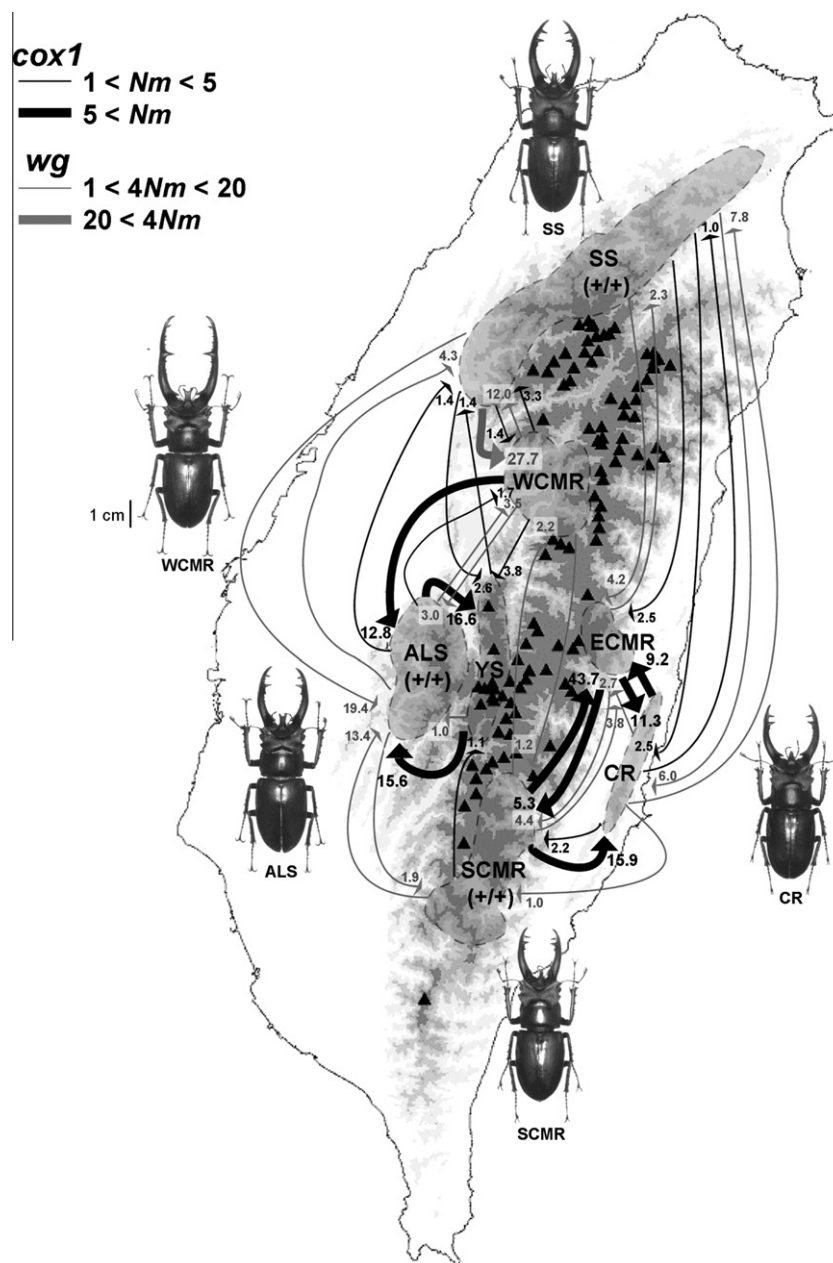 cox1
1 < Nm < 5
5 < Nm
wg
1 < 4Nm < 20
20 < 4Nm
SS
7.8
1.0
SS
(+/+)
2.3
4.3
1.4
1.4
12.0
3.3
1.4
27.7
WCMR
1.7
3.5
2.2
1 cm
WCMR
3.8
2.6
4.2
3.0
16.6
2.5
12.8
ECMR
ALS
(+/+)
YS
9.2
43.7
2.7
19.4
11.3
13.4
1.0
3.8
1.1
1.2
2.5
15.6
CR
6.0
5.3
4.4
2.2
15.9
SCMR
(+/+)
1.9
1.0
ALS
CR
SCMR